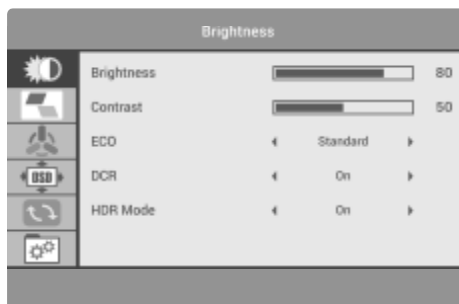 Brightness
Brightness 80
Contrast 50
ECO Standard
DCR On
OSD
HDR Mode On